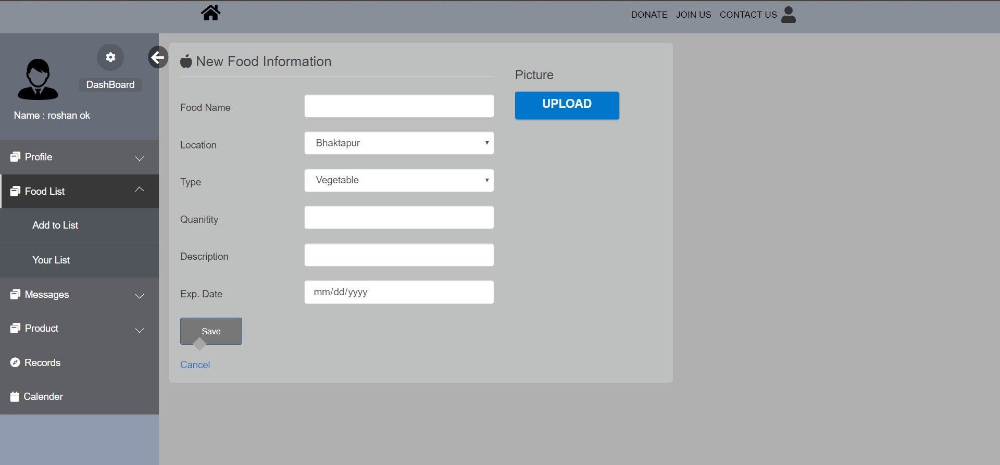 DONATE JOIN US CONTACT US
DashBoard
Name : roshan ok
Profile
Food List
Add to List
Your List
Messages
Product
Records
Calender
New Food Information
Food Name
Location Bhaktapur
Type Vegetable
Quanitity
Description
Exp. Date mm/dd/yyyy
Save
Cancel
Picture
UPLOAD